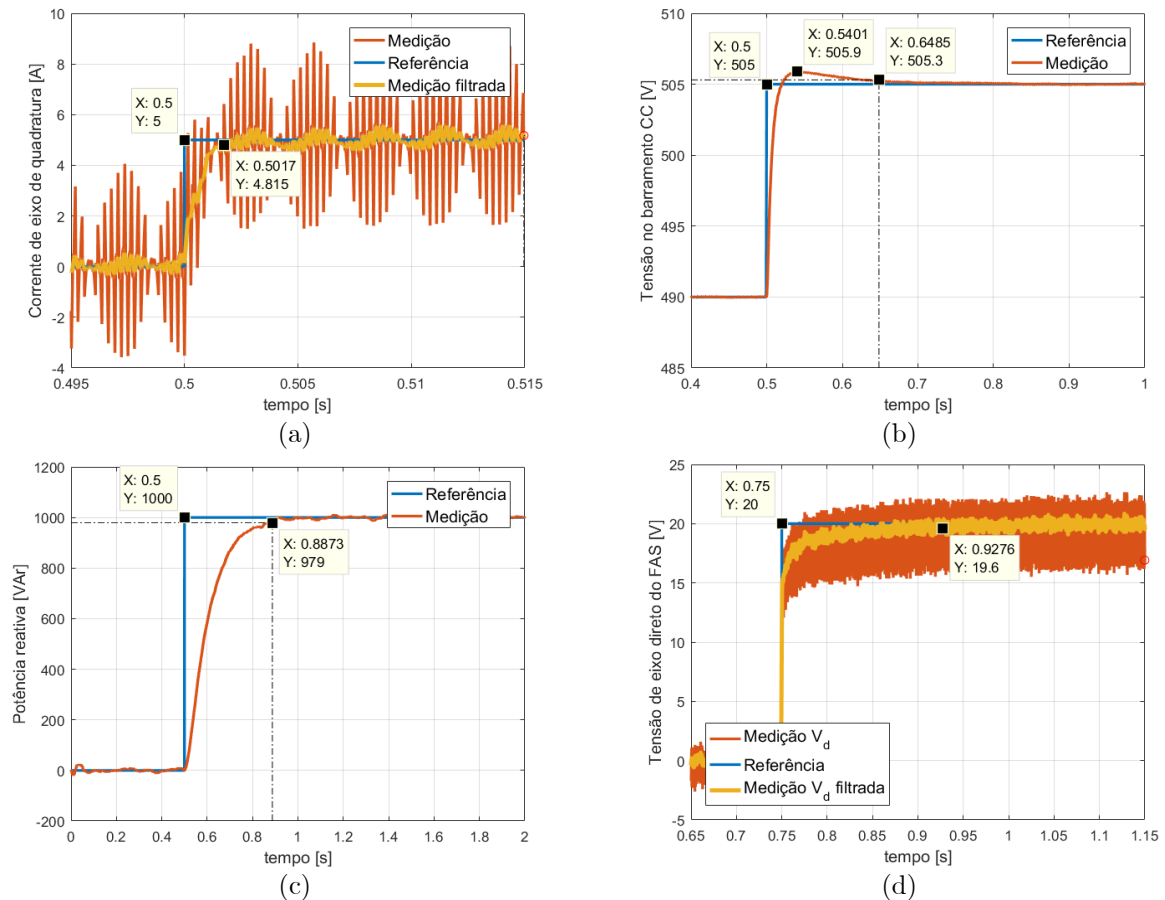 Corrente de eixo de quadratura [A]
10
8
6
4
2
0
-2
-4
Medição
Referência
Medição filtrada
X: 0.5
Y: 5
X: 0.5017
Y: 4.815
0.495 0.5 0.505 0.51 0.515
tempo [s]
(a)
Tensão no barramento CC [V]
510
505
500
495
490
485
X: 0.5
Y: 505
X: 0.5401
Y: 505.9
X: 0.6485
Y: 505.3
Referência
Medição
0.4 0.5 0.6 0.7 0.8 0.9 1
tempo [s]
(b)
Potência reativa [VAr]
1200
1000
800
600
400
200
0
-200
X: 0.5
Y: 1000
Referência
Medição
X: 0.8873
Y: 979
0 0.2 0.4 0.6 0.8 1 1.2 1.4 1.6 1.8 2
tempo [s]
(c)
Tensão de eixo direto do FAS [V]
25
20
15
10
5
0
-5
X: 0.75
Y: 20
X: 0.9276
Y: 19.6
Medição V_d
Referência
Medição V_d filtrada
0.65 0.7 0.75 0.8 0.85 0.9 0.95 1 1.05 1.1 1.15
tempo [s]
(d)